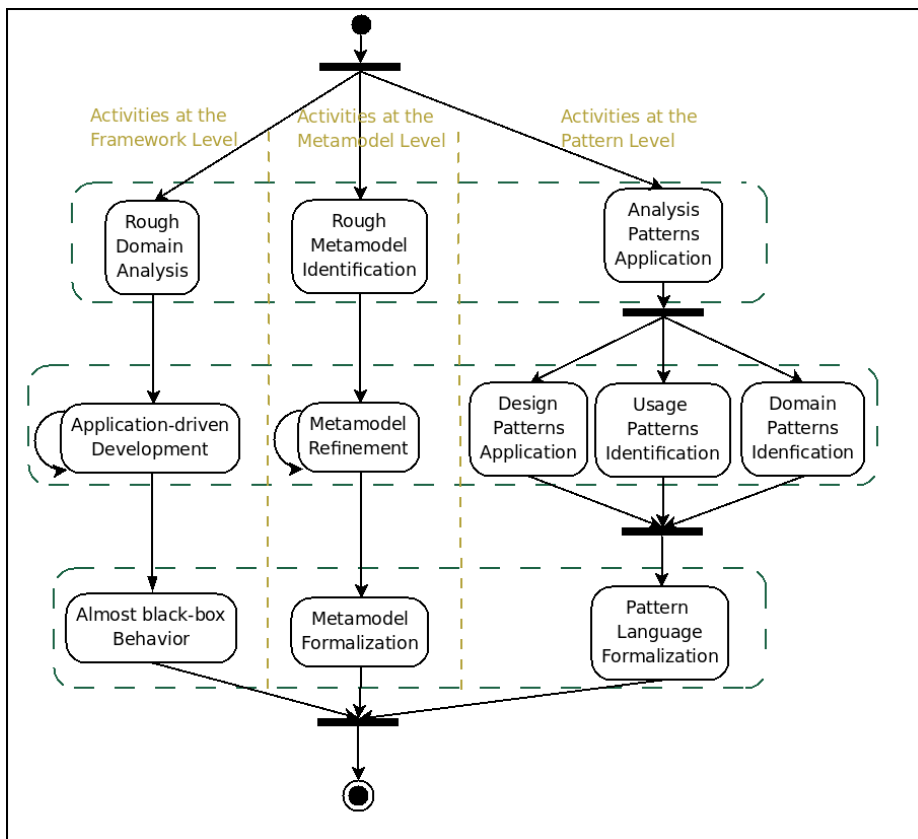 Activities at the
Framework Level
Activities at the
Metamodel Level
Activities at the
Pattern Level
Rough
Domain
Analysis
Rough
Metamodel
Identification
Analysis
Patterns
Application
Application-driven
Development
Metamodel
Refinement
Design
Patterns
Application
Usage
Patterns
Identification
Domain
Patterns
Idenfication
Almost black-box
Behavior
Metamodel
Formalization
Pattern
Language
Formalization